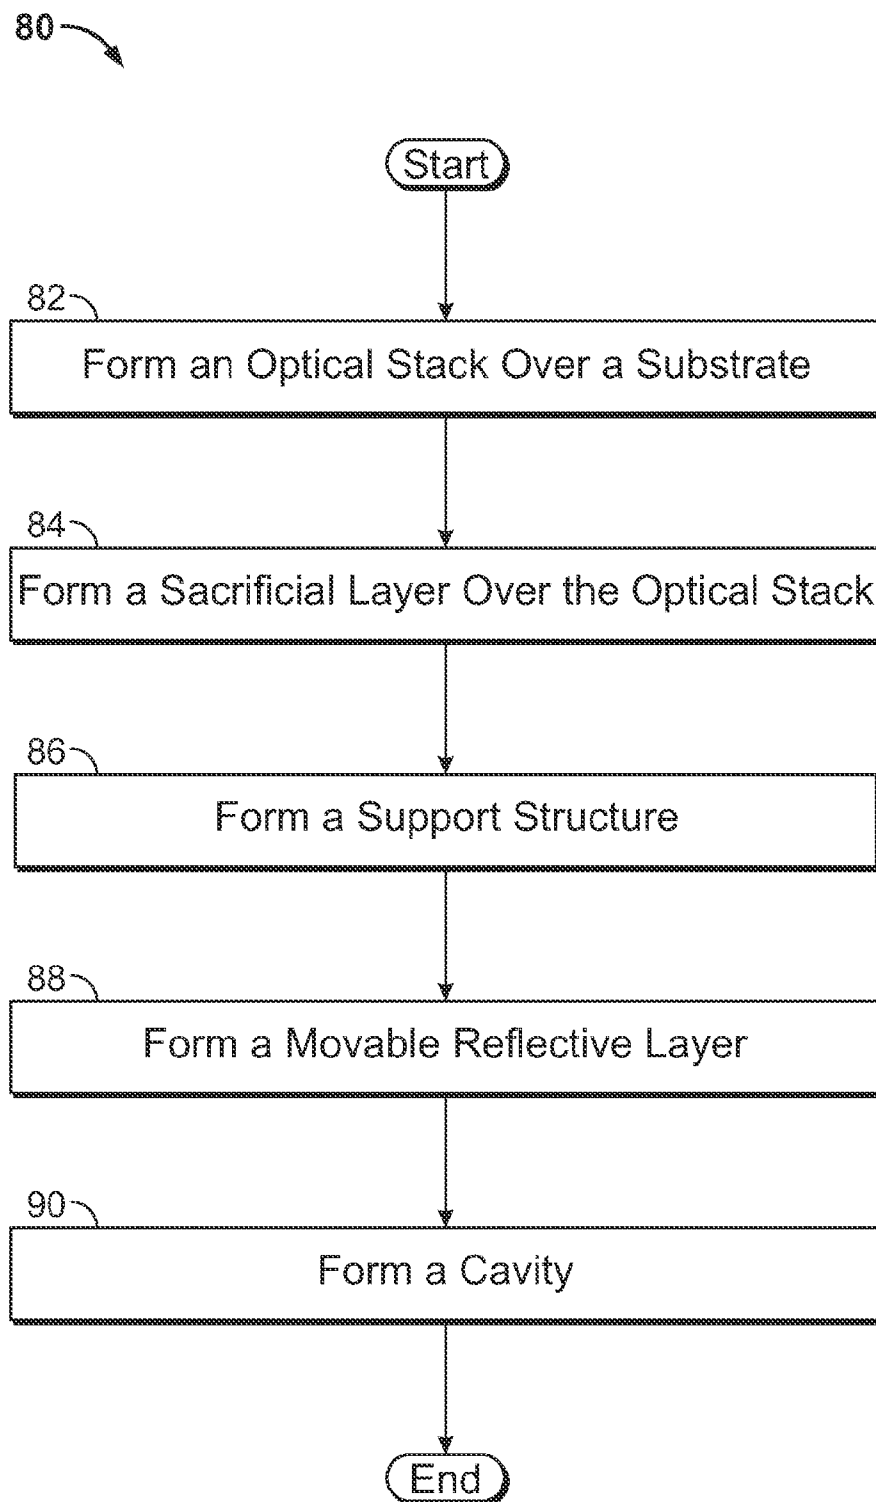 80
Start
82
Form an Optical Stack Over a Substrate
84
Form a Sacrificial Layer Over the Optical Stack
86
Form a Support Structure
88
Form a Movable Reflective Layer
90
Form a Cavity
End